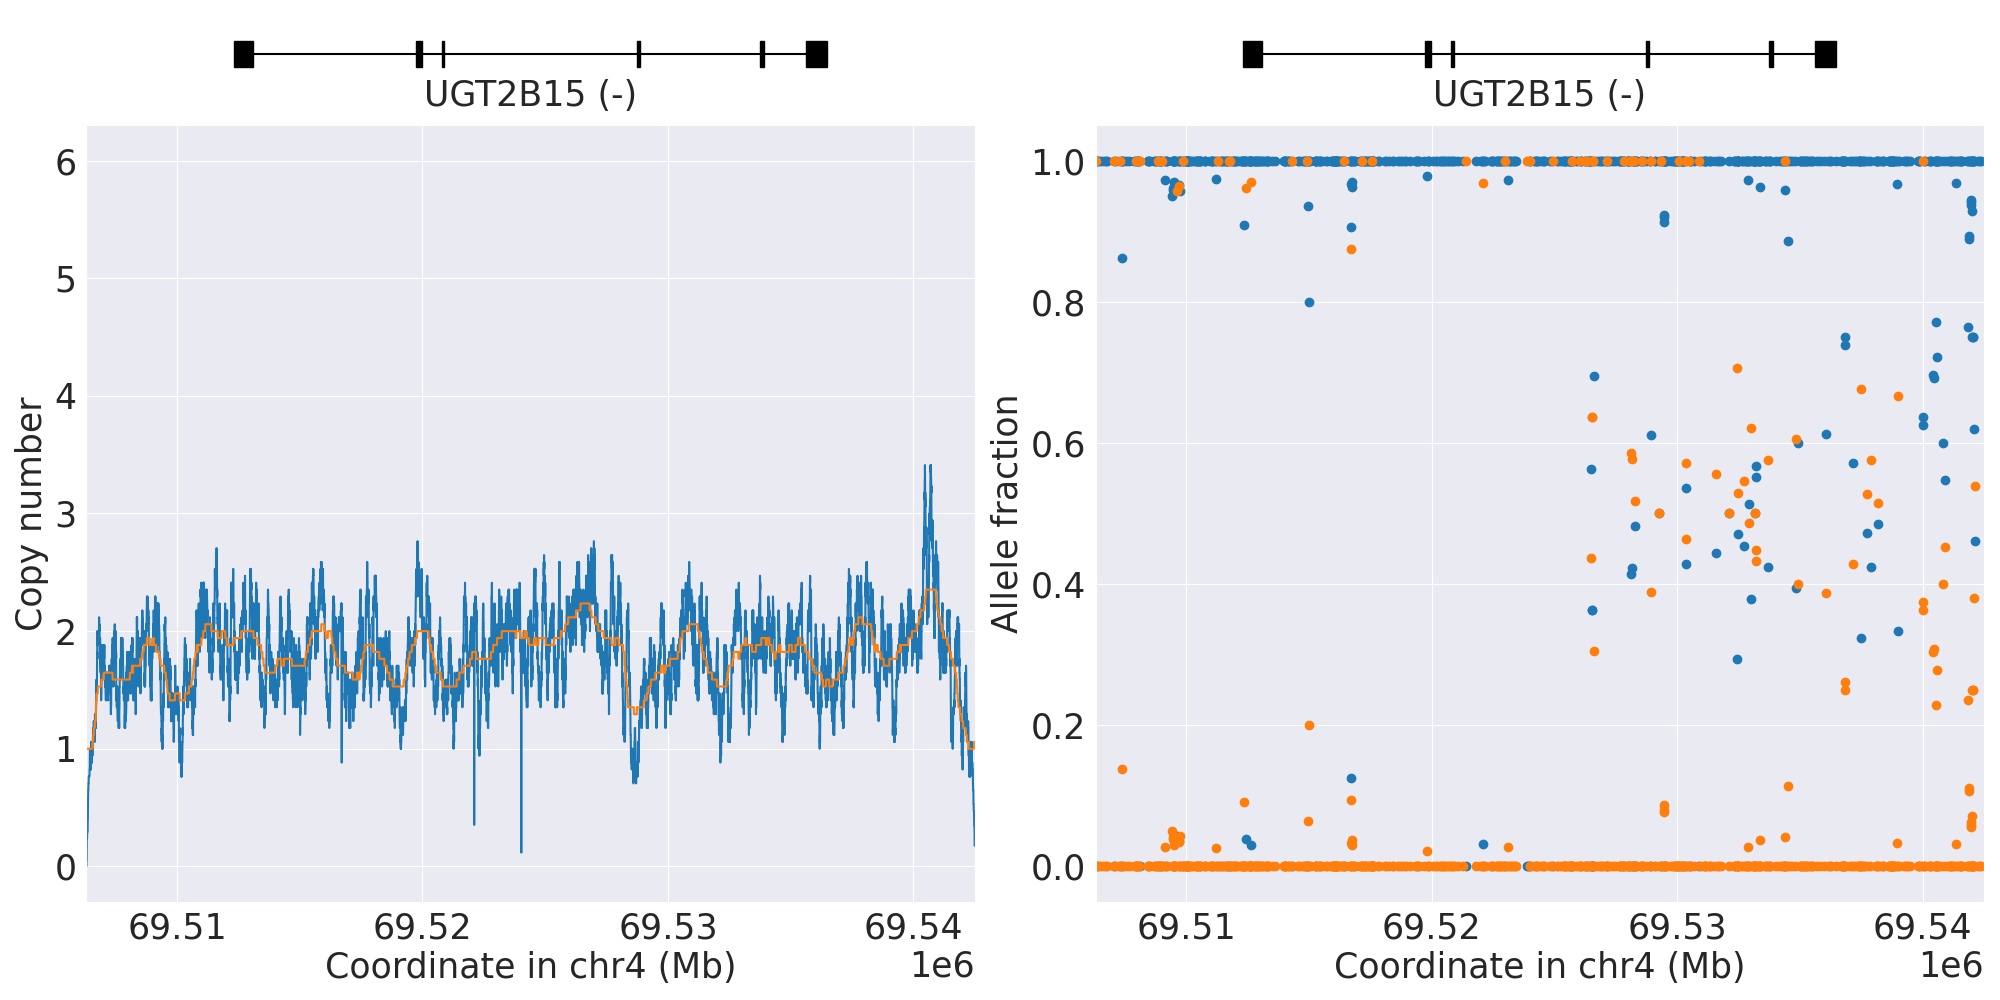 UGT2B15 (-)
UGT2B15 (-)
6
5
4
3
2
1
0
Copy number
69.51 69.52 69.53 69.54
Coordinate in chr4 (Mb)
1e6
1.0
0.8
0.6
0.4
0.2
0.0
Allele fraction
69.51 69.52 69.53 69.54
Coordinate in chr4 (Mb)
1e6